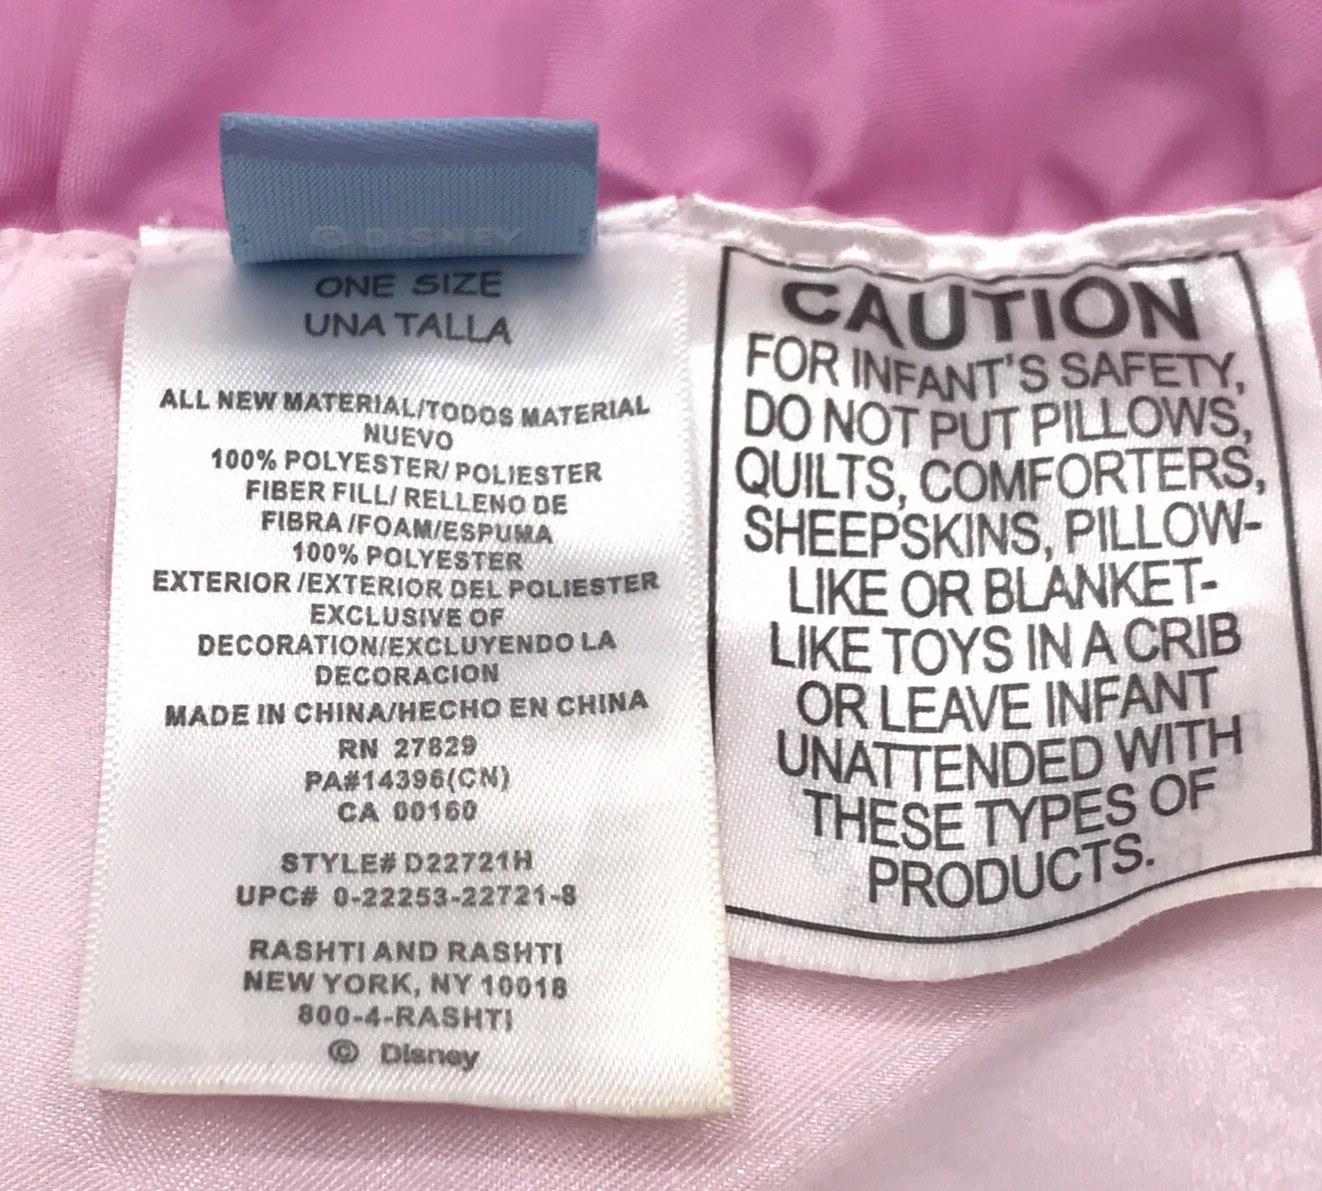 © DISNEY
ONE SIZE
UNA TALLA
ALL NEW MATERIAL/TODOS MATERIAL
NUEVO
100% POLYESTER/ POLIESTER
FIBER FILL/ RELLENO DE
FIBRA /FOAM/ESPUMA
100% POLYESTER
EXTERIOR /EXTERIOR DEL POLIESTER
EXCLUSIVE OF
DECORATION/EXCLUYENDO LA
DECORACION
MADE IN CHINA/HECHO EN CHINA
RN 27829
PA#14396(CN)
CA 00160
STYLE# D22721H
UPC# 0-22253-22721-8
RASHTI AND RASHTI
NEW YORK, NY 10018
800-4-RASHTI
© Disney
CAUTION
FOR INFANT'S SAFETY,
DO NOT PUT PILLOWS,
QUILTS, COMFORTERS,
SHEEPSKINS, PILLOW-
LIKE OR BLANKET-
LIKE TOYS IN A CRIB
OR LEAVE INFANT
UNATTENDED WITH
THESE TYPES OF
PRODUCTS.